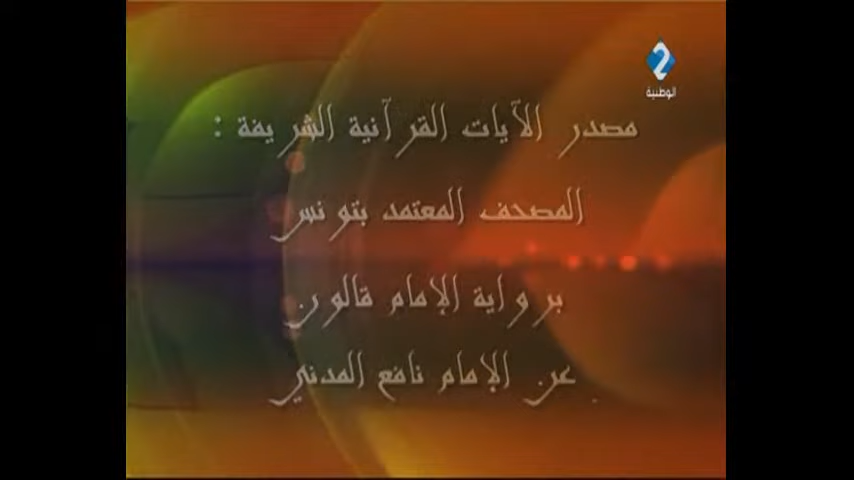 2
الوطنية
مصدر الآيات القرآنية الشريفة :
المصحف المعتمد بتونس
برواية الإمام قالون
عن الإمام نافع المدني